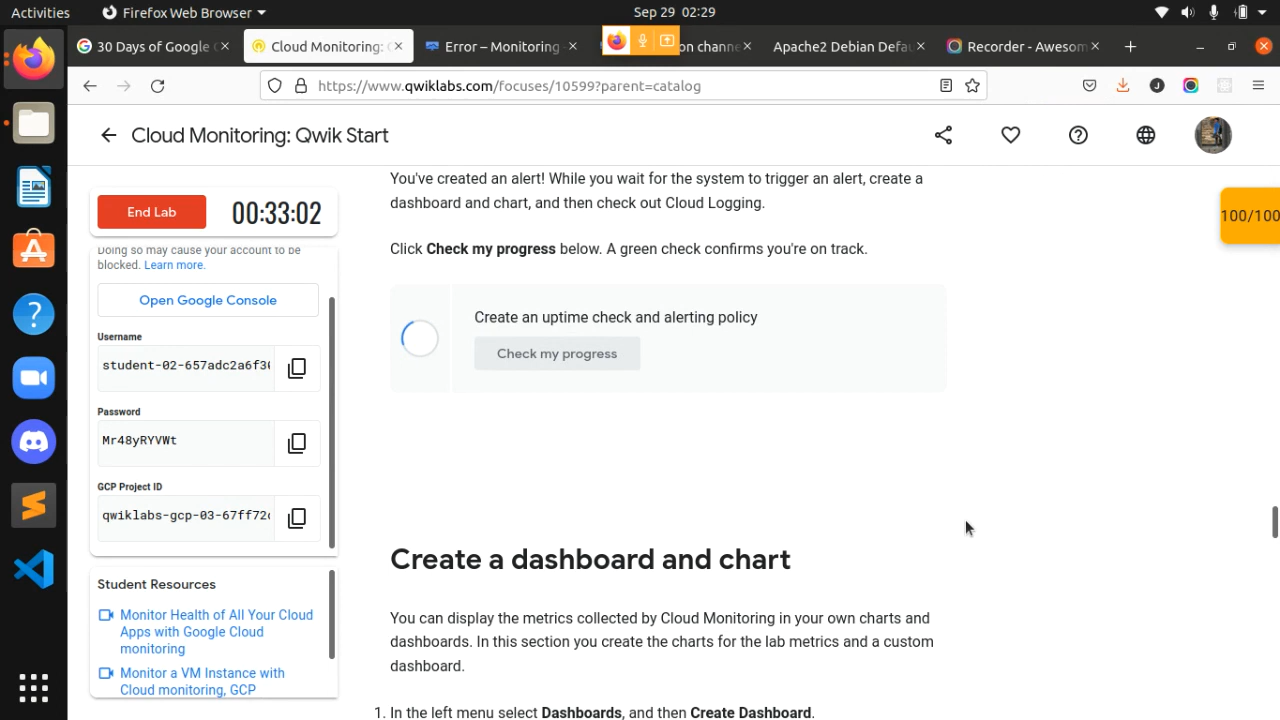 Activities
Firefox Web Browser
Sep 29 02:29
30 Days of Google
Cloud Monitoring:
Error – Monitoring
on channe
Apache2 Debian Defau
Recorder - Awesom
https://www.qwiklabs.com/focuses/10599?parent=catalog
Cloud Monitoring: Qwik Start
End Lab
00:33:02
100/100
Doing so may cause your account to be
blocked. Learn more.
Open Google Console
Username
student-02-657adc2a6f3
Password
Mr48yRYVWt
GCP Project ID
qwiklabs-gcp-03-67ff72
Student Resources
Monitor Health of All Your Cloud
Apps with Google Cloud
monitoring
Monitor a VM Instance with
Cloud monitoring, GCP
You've created an alert! While you wait for the system to trigger an alert, create a
dashboard and chart, and then check out Cloud Logging.
Click Check my progress below. A green check confirms you're on track.
Create an uptime check and alerting policy
Check my progress
Create a dashboard and chart
You can display the metrics collected by Cloud Monitoring in your own charts and
dashboards. In this section you create the charts for the lab metrics and a custom
dashboard.
1. In the left menu select Dashboards, and then Create Dashboard.